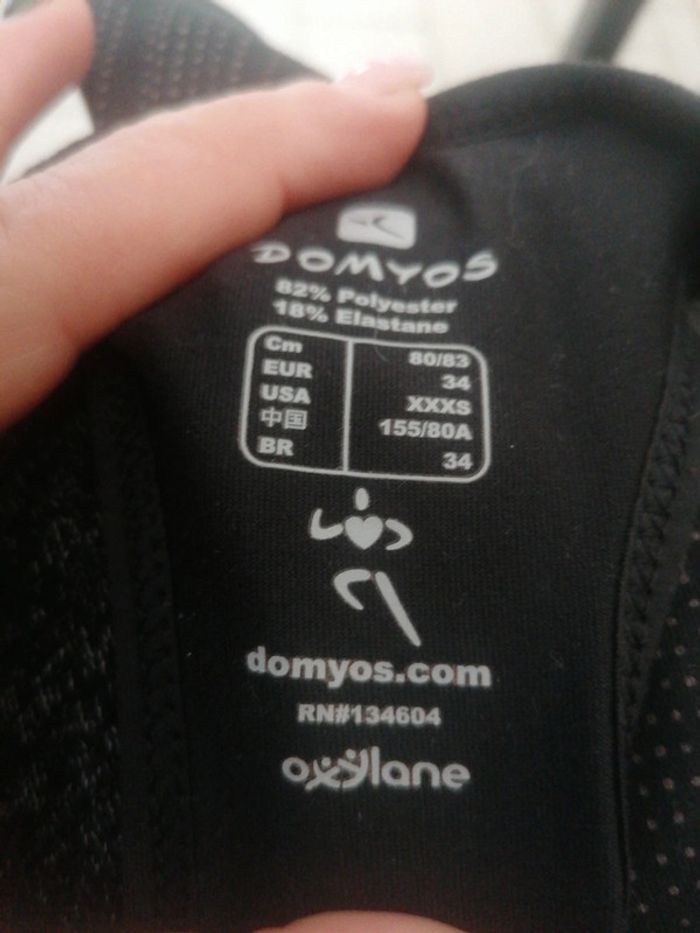 DOMYOS
82% Polyester
18% Elastane
Cm 80/83
EUR 34
USA XXXS
中国 155/80A
BR 34
domyos.com
RN#134604
oxylane